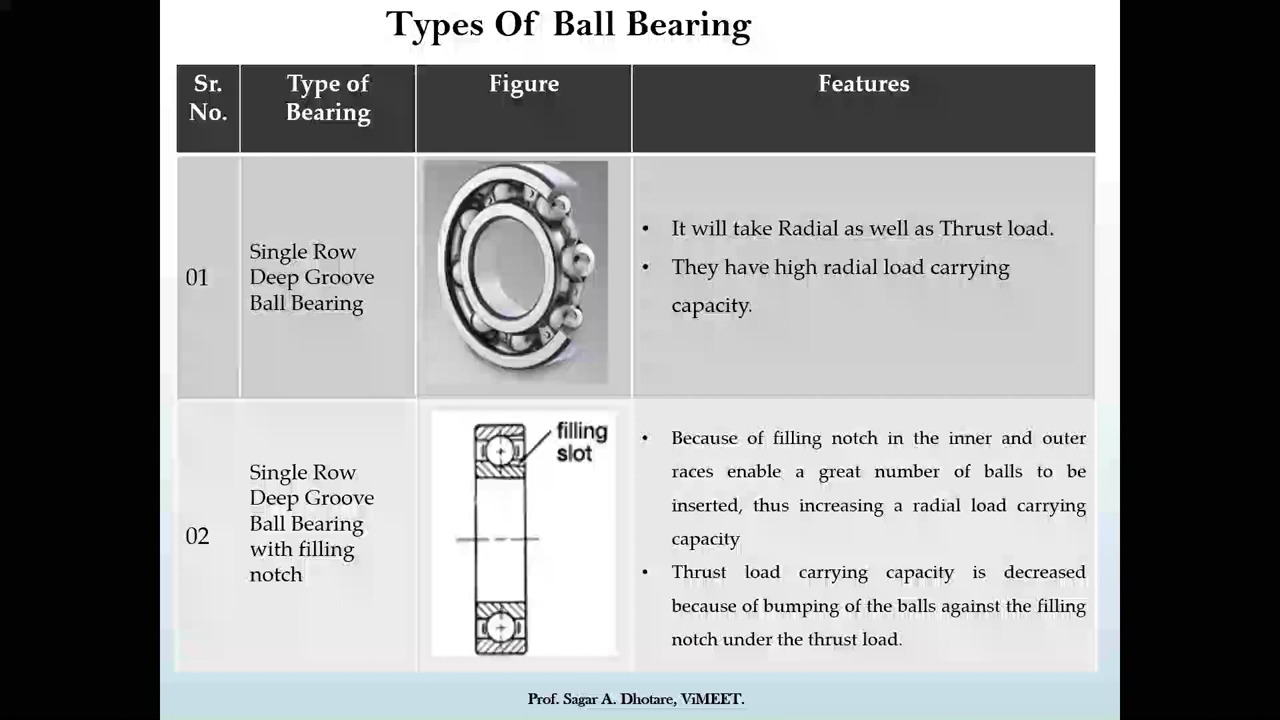 Types Of Ball Bearing
Sr.
No.
Type of
Bearing
Figure
Features
01
Single Row
Deep Groove
Ball Bearing
• It will take Radial as well as Thrust load.
• They have high radial load carrying
capacity.
02
Single Row
Deep Groove
Ball Bearing
with filling
notch
filling
slot
• Because of filling notch in the inner and outer
races enable a great number of balls to be
inserted, thus increasing a radial load carrying
capacity
• Thrust load carrying capacity is decreased
because of bumping of the balls against the filling
notch under the thrust load.
Prof. Sagar A. Dhotare, ViMEET.